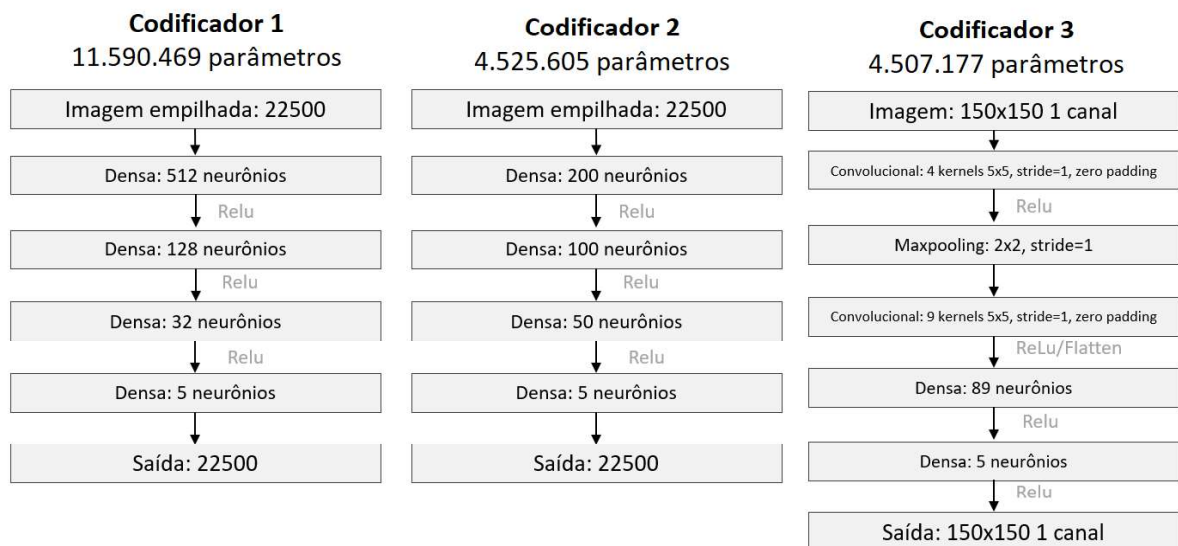 Codificador 1
11.590.469 parâmetros
Imagem empilhada: 22500
Densa: 512 neurônios
Relu
Densa: 128 neurônios
Relu
Densa: 32 neurônios
Relu
Densa: 5 neurônios
Saída: 22500
Codificador 2
4.525.605 parâmetros
Imagem empilhada: 22500
Densa: 200 neurônios
Relu
Densa: 100 neurônios
Relu
Densa: 50 neurônios
Relu
Densa: 5 neurônios
Saída: 22500
Codificador 3
4.507.177 parâmetros
Imagem: 150x150 1 canal
Convolucional: 4 kernels 5x5, stride=1, zero padding
Relu
Maxpooling: 2x2, stride=1
Convolucional: 9 kernels 5x5, stride=1, zero padding
ReLu/Flatten
Densa: 89 neurônios
Relu
Densa: 5 neurônios
Relu
Saída: 150x150 1 canal